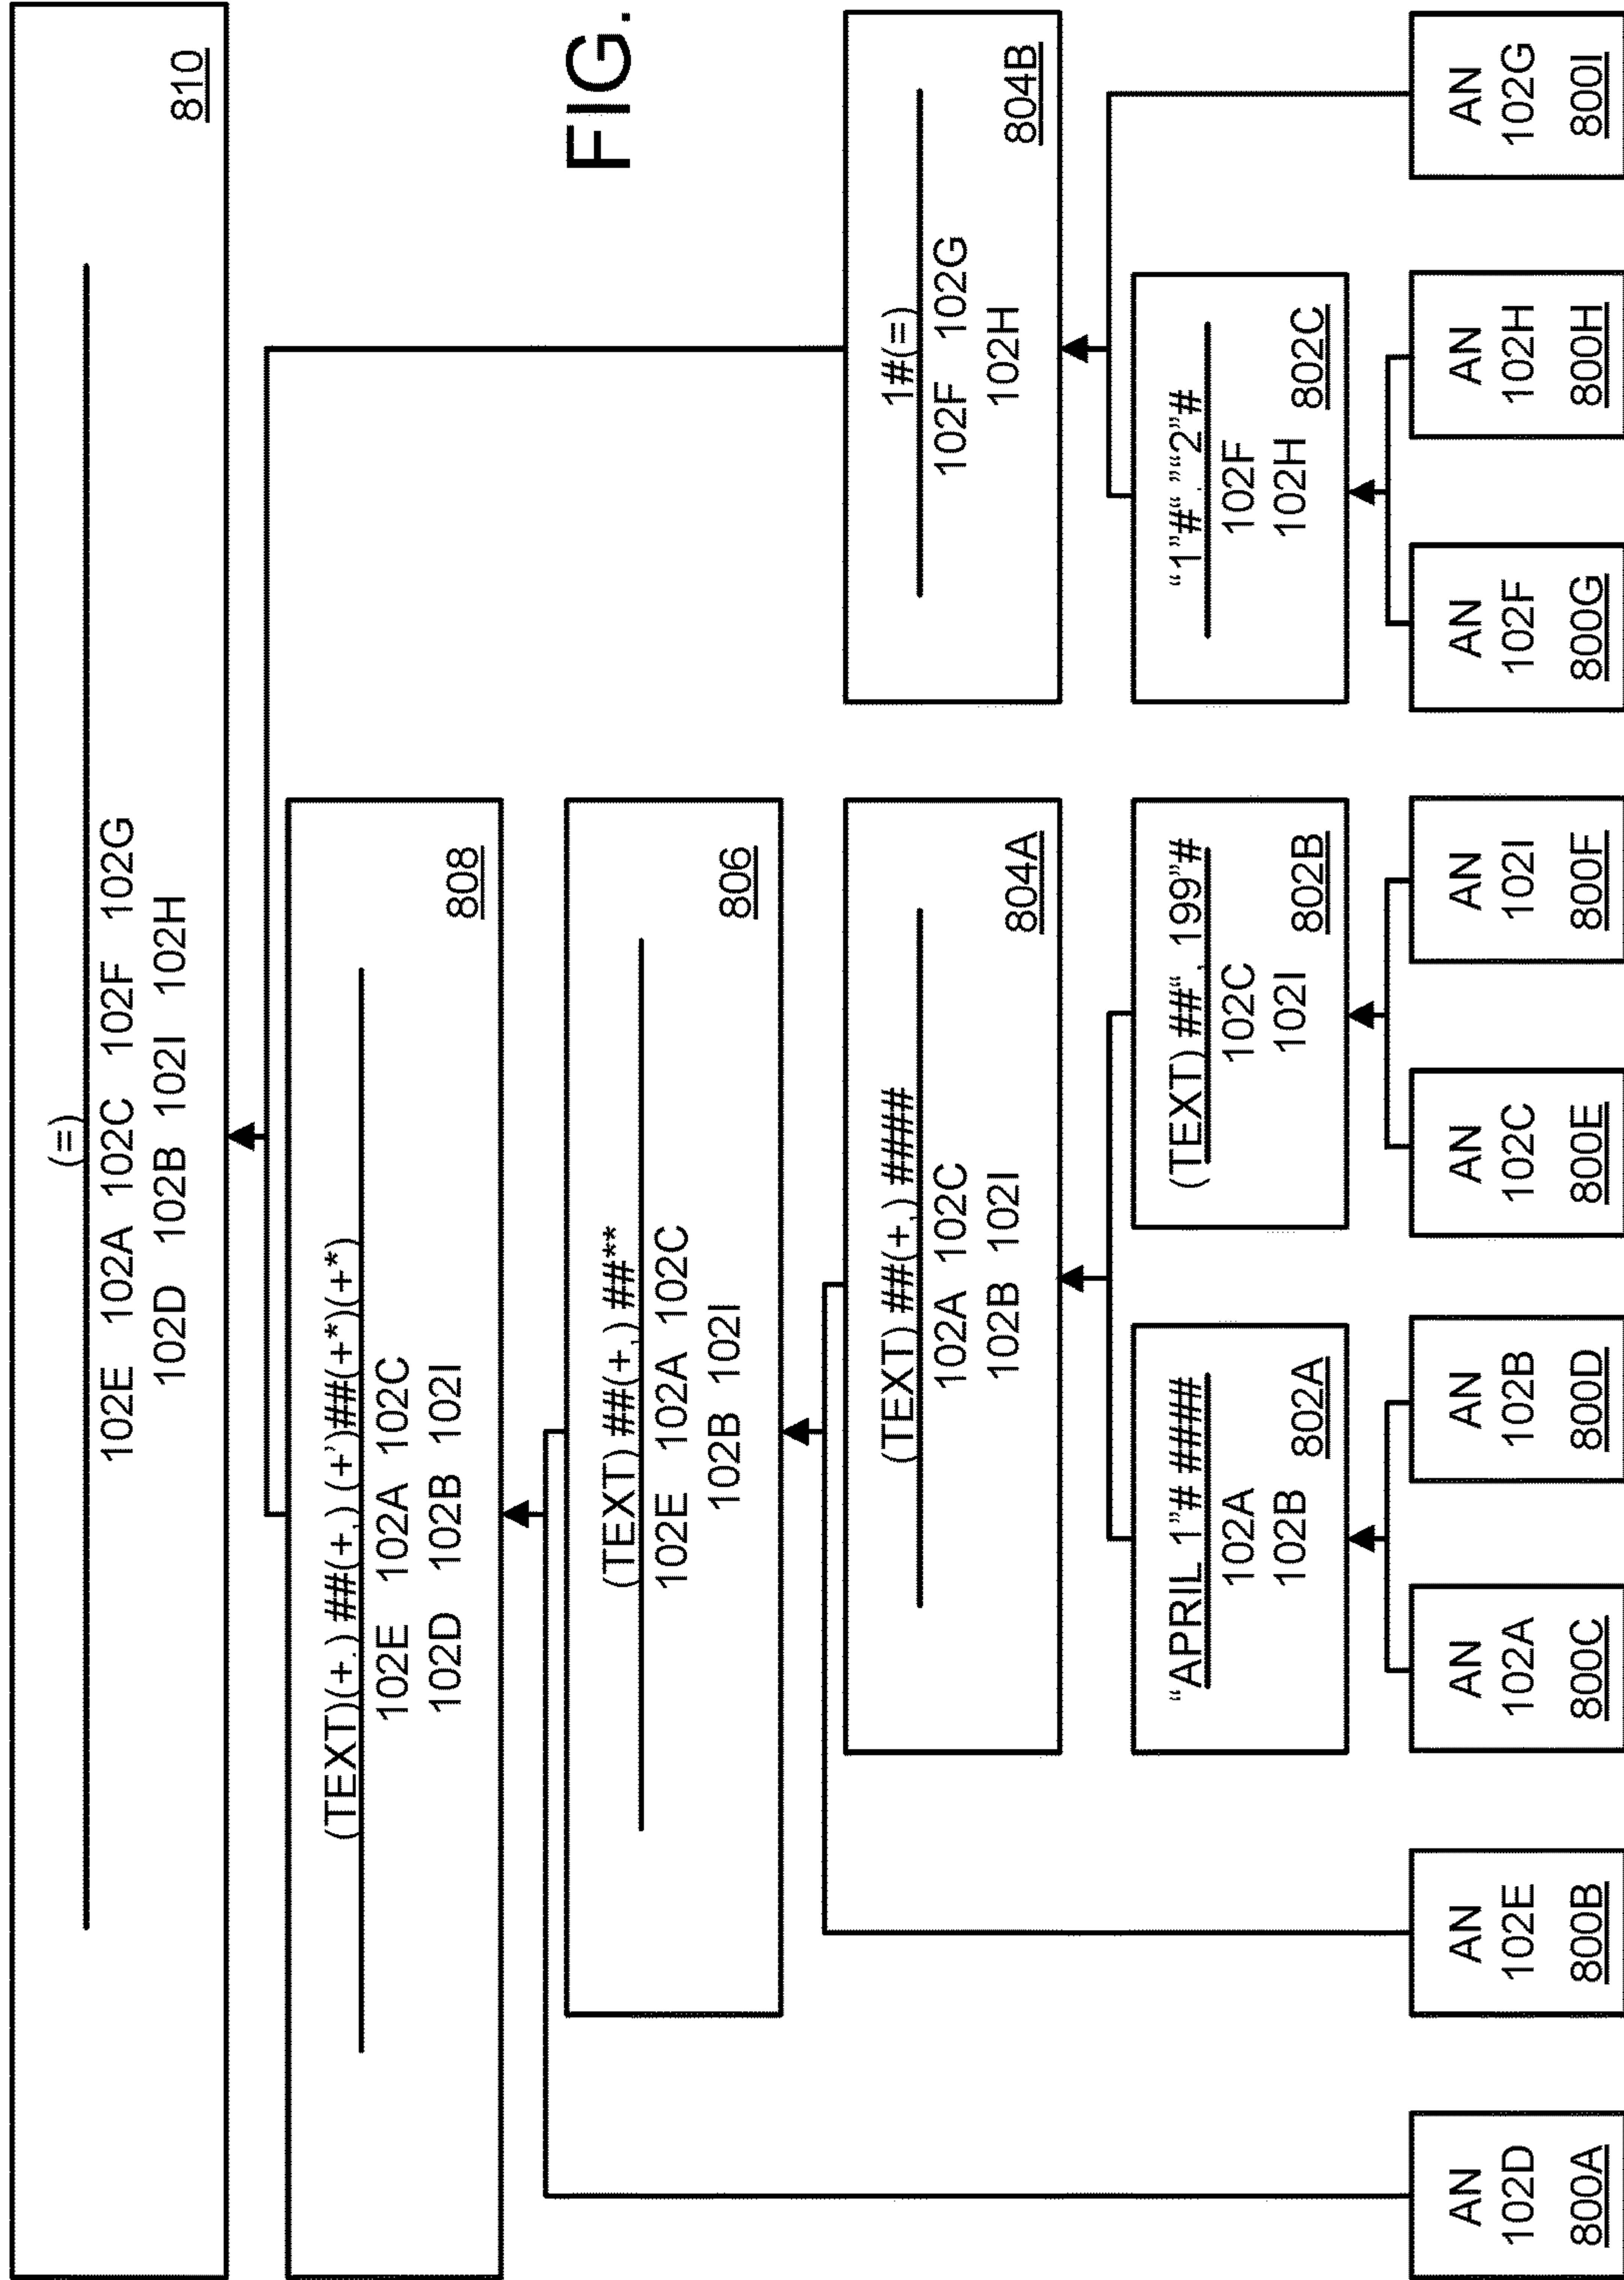 (=)
102E 102A 102C 102F 102G
102D 102B 102I 102H
810
(TEXT)(+.) ##(+,) (+')##(+*)(+*)
102E 102A 102C
102D 102B 102I
808
(TEXT) ##(+,) ##**
102E 102A 102C
102B 102I
806
FIG.
(TEXT) ##(+,) ####
102A 102C
102B 102I
804A
1#(=)
102F 102G
102H
804B
“APRIL 1”# ####
102A
102B
802A
(TEXT) ##“, 199”#
102C
102I
802B
“1”#“.”“2”#
102F
102H
802C
AN
102D
800A
AN
102E
800B
AN
102A
800C
AN
102B
800D
AN
102C
800E
AN
102I
800F
AN
102F
800G
AN
102H
800H
AN
102G
800I